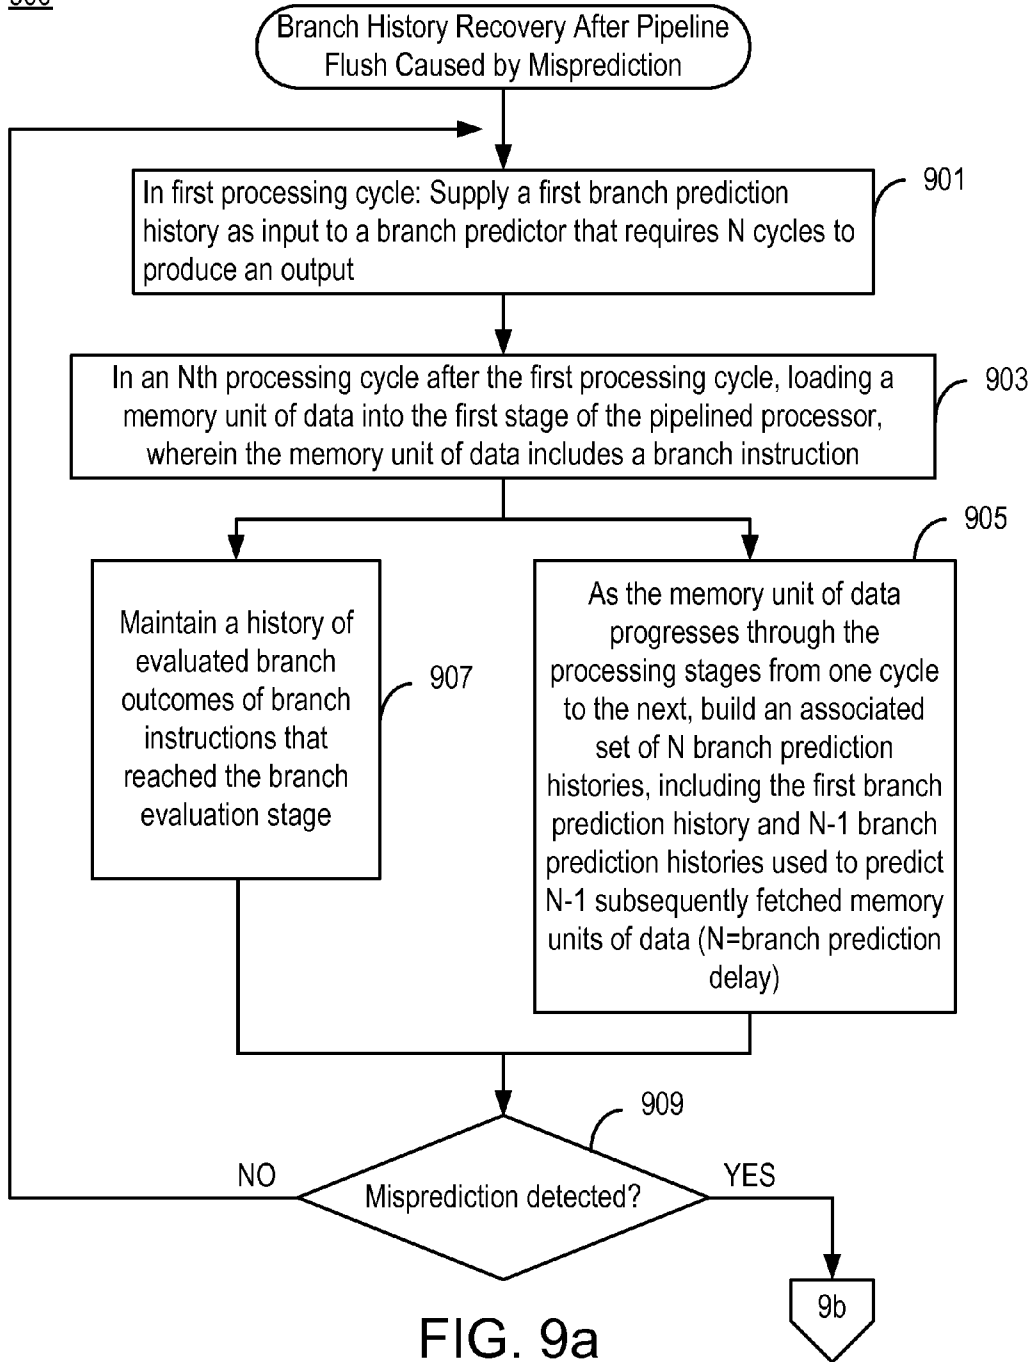 Branch History Recovery After Pipeline
Flush Caused by Misprediction
In first processing cycle: Supply a first branch prediction
history as input to a branch predictor that requires N cycles to
produce an output
901
In an Nth processing cycle after the first processing cycle, loading a
memory unit of data into the first stage of the pipelined processor,
wherein the memory unit of data includes a branch instruction
903
Maintain a history of
evaluated branch
outcomes of branch
instructions that
reached the branch
evaluation stage
907
As the memory unit of data
progresses through the
processing stages from one cycle
to the next, build an associated
set of N branch prediction
histories, including the first branch
prediction history and N-1 branch
prediction histories used to predict
N-1 subsequently fetched memory
units of data (N=branch prediction
delay)
905
Misprediction detected?
909
NO
YES
9b
FIG. 9a